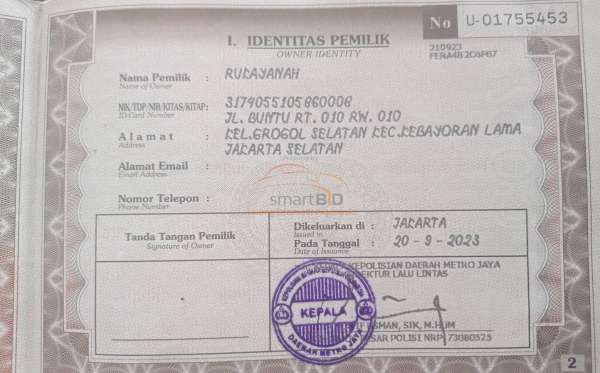 No U-01755453
I. IDENTITAS PEMILIK
OWNER IDENTITY
210923
Nama Pemilik : RUKAYANAH
Name of Owner
NIK/TDP/NIB/KITAS/KITAP: 3174055105660006
ID Card Number
JL. BUNTU RT. 010 RW. 010
Alamat : KEL.GROGOL SELATAN KEC.KEBAYORAN LAMA
Address
JAKARTA SELATAN
Alamat Email :
Email Address
Nomor Telepon :
Phone Number
smartBID
Tanda Tangan Pemilik
Signature of Owner
Dikeluarkan di : JAKARTA
Issued in
Pada Tanggal : 20 - 9 - 2023
Date of Issuance
KEPOLISIAN DAERAH METRO JAYA
LALU LINTAS
KEPALA
DAERAH METRO JAYA
SIK, M.HUM
POLISI NRP. 73080525
2